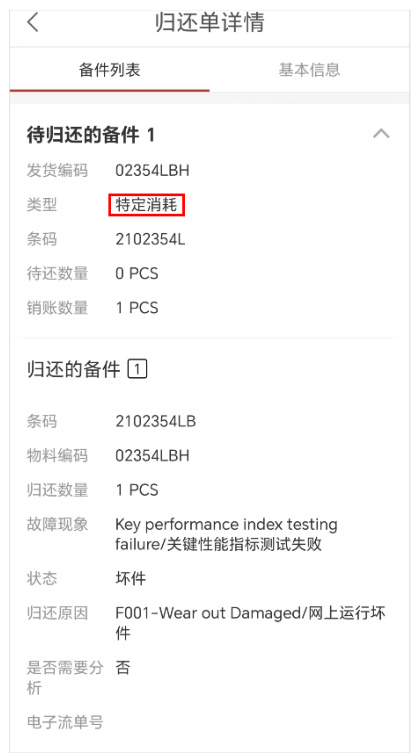 归还单详情
备件列表 基本信息
待归还的备件 1
发货编码 02354LBH
类型 特定消耗
条码 2102354L
待还数量 0 PCS
销账数量 1 PCS
归还的备件 1
条码 2102354LB
物料编码 02354LBH
归还数量 1 PCS
故障现象 Key performance index testing
failure/关键性能指标测试失败
状态 坏件
归还原因 F001-Wear out Damaged/网上运行坏
件
是否需要分 否
析
电子流单号